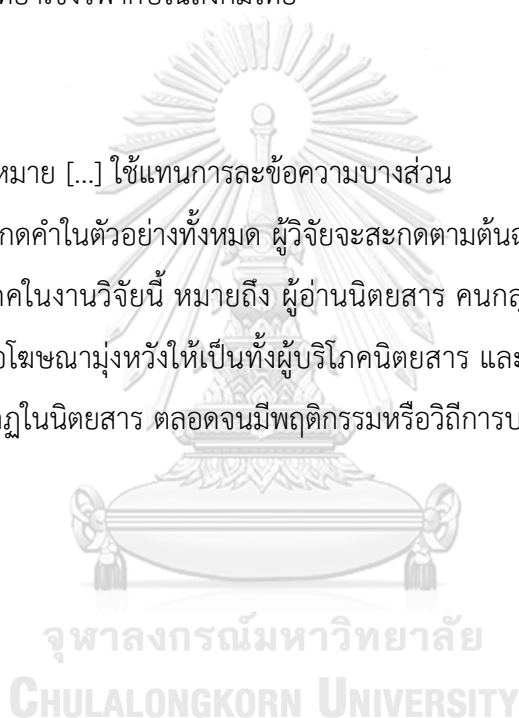 หมาย [...] ใช้แทนการละข้อความบางส่วน
กดคำในตัวอย่างทั้งหมด ผู้วิจัยจะสะกดตามต้นฉ
คในงานวิจัยนี้ หมายถึง ผู้อ่านนิตยสาร คนกลุ
อโฆษณามุ่งหวังให้เป็นทั้งผู้บริโภคนิตยสาร และ
ฏในนิตยสาร ตลอดจนมีพฤติกรรมหรือวิถีการบ
จุฬาลงกรณ์มหาวิทยาลัย
CHULALONGKORN UNIVERSITY